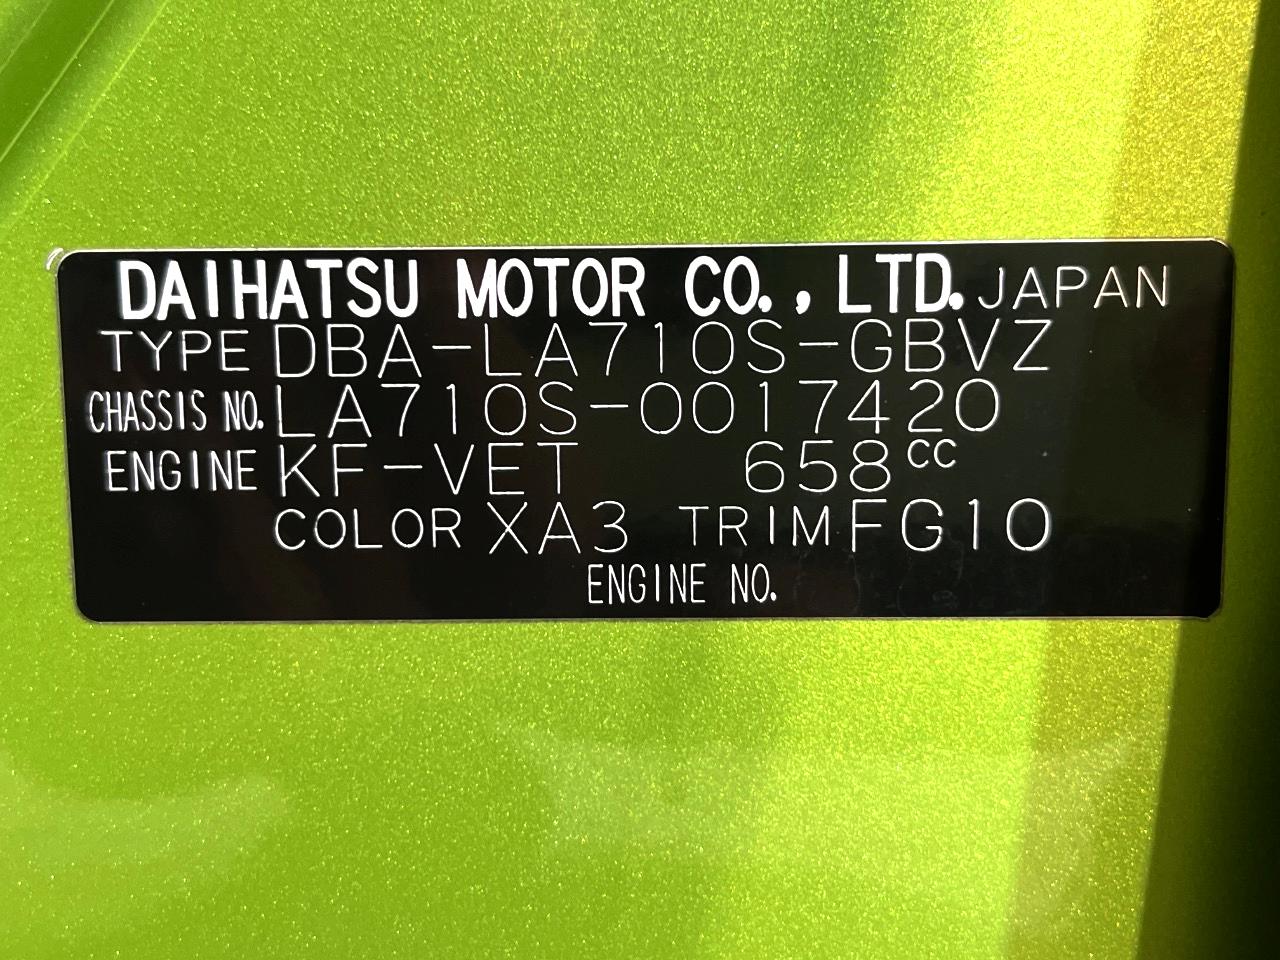 DAIHATSU MOTOR CO., LTD. JAPAN
TYPE DBA-LA710S-GBVZ
CHASSIS NO. LA710S-0017420
ENGINE KF-VET 658cc
COLOR XA3 TRIM FG10
ENGINE NO.